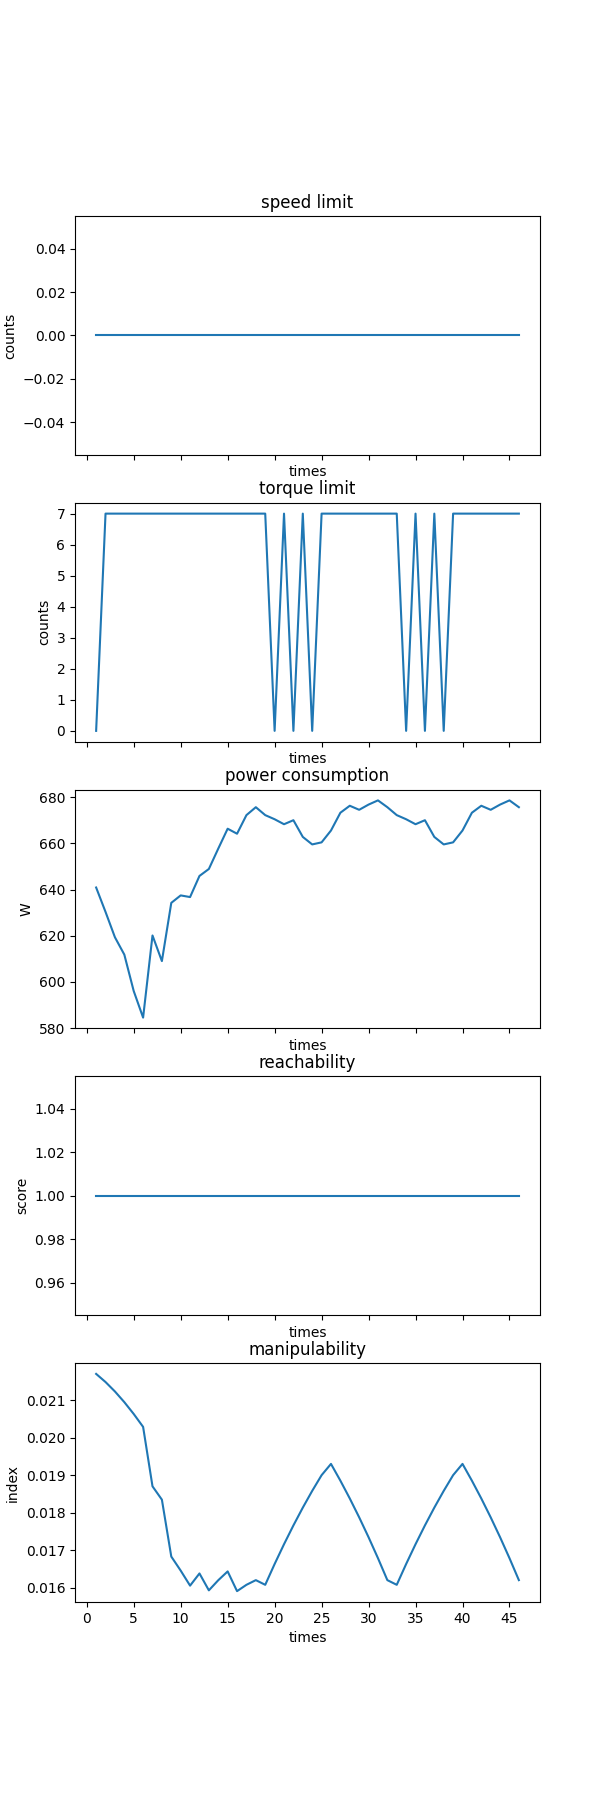 speed limit
0.04
0.02
0.00
−0.02
−0.04
counts
times
torque limit
7
6
5
4
3
2
1
0
counts
times
power consumption
680
660
640
620
600
580
W
times
reachability
1.04
1.02
1.00
0.98
0.96
score
times
manipulability
0.021
0.020
0.019
0.018
0.017
0.016
index
0 5 10 15 20 25 30 35 40 45
times